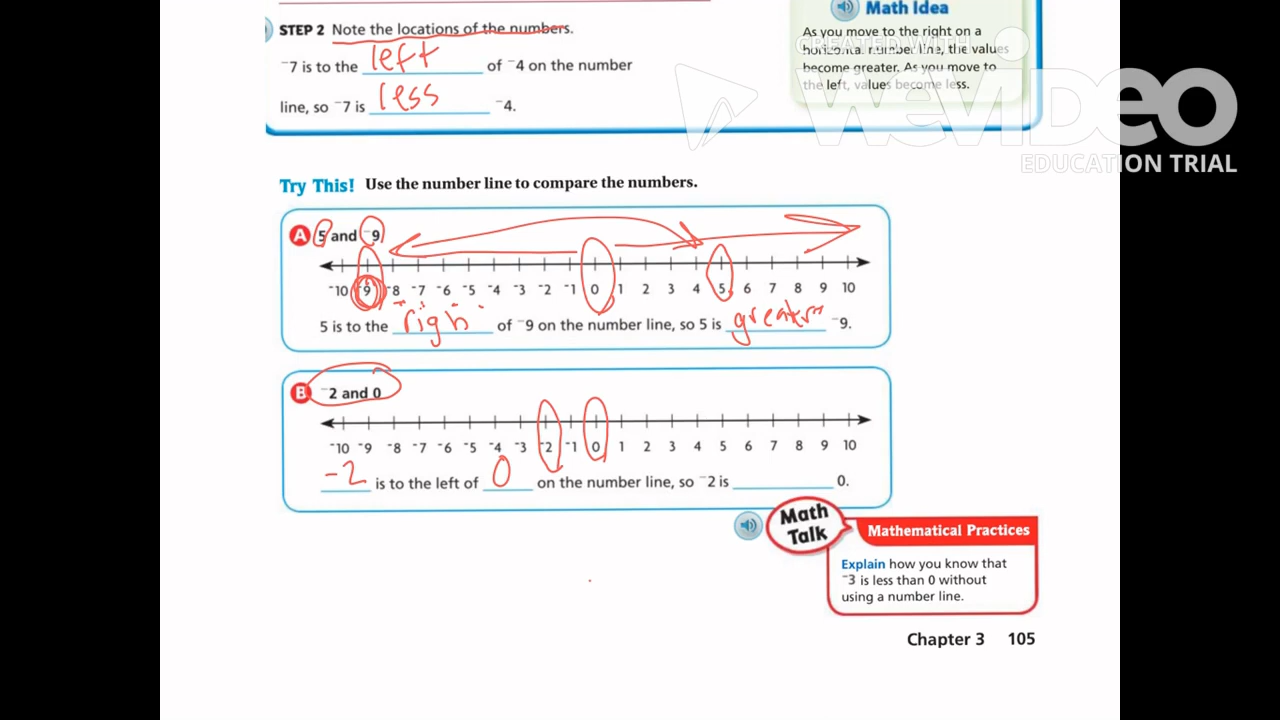 STEP 2 Note the locations of the numbers.
⁻7 is to the left of ⁻4 on the number
line, so ⁻7 is less ⁻4.
Math Idea
As you move to the right on a
horizontal number line, the values
become greater. As you move to
the left, values become less.
CREATED WITH
wevideo
EDUCATION TRIAL
Try This! Use the number line to compare the numbers.
A 5 and ⁻9
⁻10 ⁻9 ⁻8 ⁻7 ⁻6 ⁻5 ⁻4 ⁻3 ⁻2 ⁻1 0 1 2 3 4 5 6 7 8 9 10
5 is to the righ of ⁻9 on the number line, so 5 is greater ⁻9.
B ⁻2 and 0
⁻10 ⁻9 ⁻8 ⁻7 ⁻6 ⁻5 ⁻4 ⁻3 ⁻2 ⁻1 0 1 2 3 4 5 6 7 8 9 10
-2 is to the left of 0 on the number line, so ⁻2 is 0.
Math
Talk
Mathematical Practices
Explain how you know that
⁻3 is less than 0 without
using a number line.
Chapter 3 105